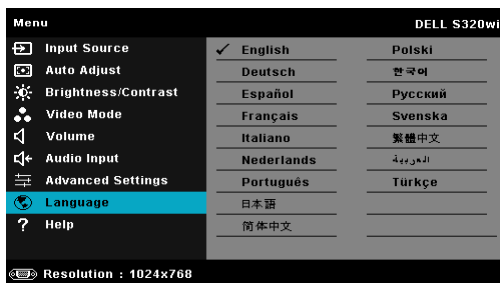 Menu DELL S320wi
Input Source
Auto Adjust
Brightness/Contrast
Video Mode
Volume
Audio Input
Advanced Settings
Language
Help
✓ English
Deutsch
Español
Français
Italiano
Nederlands
Português
日本語
简体中文
Polski
한국어
Русский
Svenska
繁體中文
العربية
Türkçe
Resolution : 1024x768